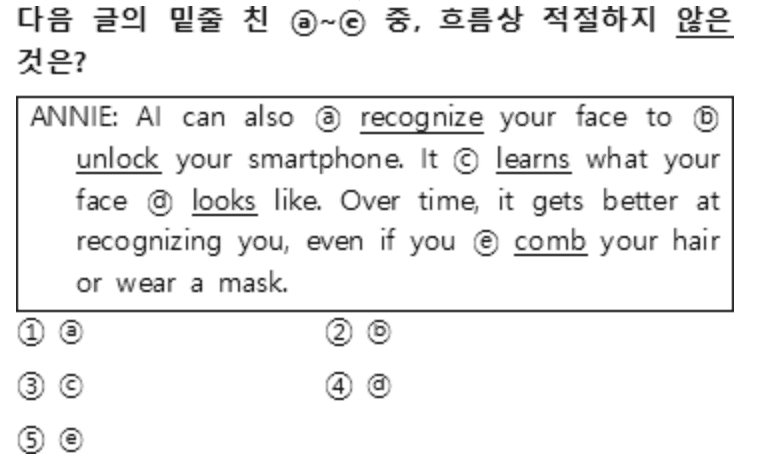 다음 글의 밑줄 친 ⓐ~ⓔ 중, 흐름상 적절하지 않은
것은?
ANNIE: AI can also ⓐ recognize your face to ⓑ
unlock your smartphone. It ⓒ learns what your
face ⓓ looks like. Over time, it gets better at
recognizing you, even if you ⓔ comb your hair
or wear a mask.
① ⓐ ② ⓑ
③ ⓒ ④ ⓓ
⑤ ⓔ